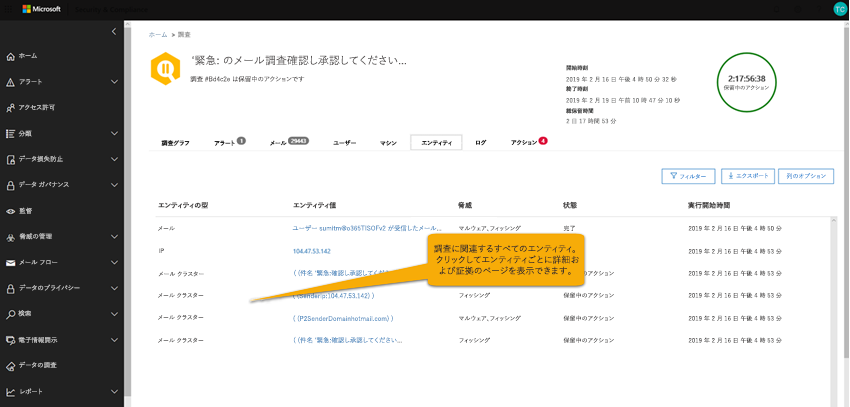 Microsoft
TC
ホーム » 調査
ホーム
アラート
アクセス許可
分類
データ損失防止
データ ガバナンス
監督
脅威の管理
メール フロー
データのプライバシー
検索
電子情報開示
データの調査
レポート
'緊急: のメール調査確認し承認してください...
調査 #Bd4c2e は保留中のアクションです
開始時刻
2019 年 2 月 16 日 午後 4 時 50 分 32 秒
終了時刻
2019 年 2 月 19 日 午前 10 時 47 分 10 秒
総保留時間
2 日 17 時間 53 分
2:17:56:38
保留中のアクション
調査グラフ アラート 1 メール 29443 ユーザー マシン エンティティ ログ アクション 4
フィルター エクスポート 列のオプション
エンティティの型 エンティティ値 脅威 状態 実行開始時間
メール ユーザー sumitm@o365TISOFv2 が受信したメール... マルウェア,フィッシング 完了 2019 年 2 月 16 日 午後 4 時 50 分
IP 104.47.53.142 2019 年 2 月 16 日 午後 4 時 50 分
メール クラスター ( (件名 '緊急:確認し承認してくだ のアクション 2019 年 2 月 16 日 午後 4 時 53 分
メール クラスター ( (SenderIp:104.47.53.142) ) フィッシング 保留中のアクション 2019 年 2 月 16 日 午後 4 時 53 分
メール クラスター ( (P2SenderDomainhotmail.com) ) マルウェア,フィッシング 保留中のアクション 2019 年 2 月 16 日 午後 4 時 53 分
メール クラスター ( (件名 '緊急:確認し承認してください... フィッシング 保留中のアクション 2019 年 2 月 16 日 午後 4 時 53 分
調査に関連するすべてのエンティティ。
クリックしてエンティティごとに詳細お
よび証拠のページを表示できます。